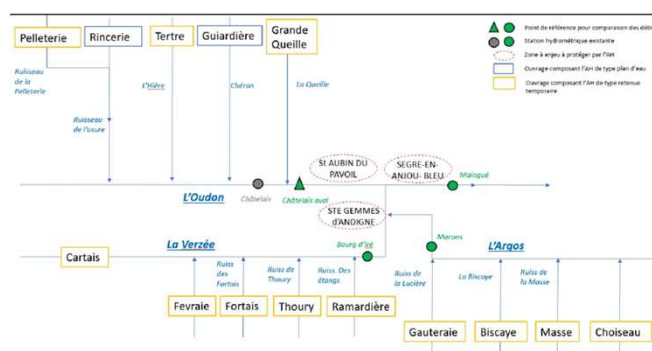 Pelleterie
Rincerie
Tertre
Guiardière
Grande
Queille
Point de référence pour comparaison des débits
Station hydrométrique existante
Zone à enjeu à protéger par l'AH
Ouvrage composant l'AH de type plan d'eau
Ouvrage composant l'AH de type retenue
temporaire
Ruisseau
de la
Pelleterie
L'Hière
Chéran
La Queille
Ruisseau
de l'usure
St AUBIN DU
PAVOIL
SEGRE-EN-
ANJOU- BLEU
Maingué
L'Oudon
Châtelais
Châtelais aval
STE GEMMES
d'ANDIGNE
Marans
La Verzée
Bourg d'Iré
L'Argos
Cartais
Ruiss
des
Fortais
Ruiss de
Thoury
Ruiss. Des
étangs
Ruiss de
la Lucière
La Biscaye
Ruiss de
la Masse
Fevraie
Fortais
Thoury
Ramardière
Gauteraie
Biscaye
Masse
Choiseau